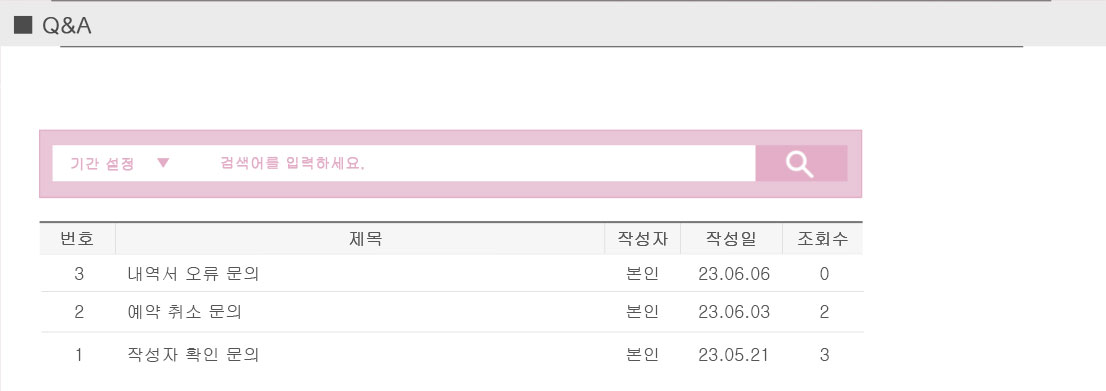 Q&A
기간 설정 ▼ 검색어를 입력하세요.
번호 제목 작성자 작성일 조회수
3 내역서 오류 문의 본인 23.06.06 0
2 예약 취소 문의 본인 23.06.03 2
1 작성자 확인 문의 본인 23.05.21 3